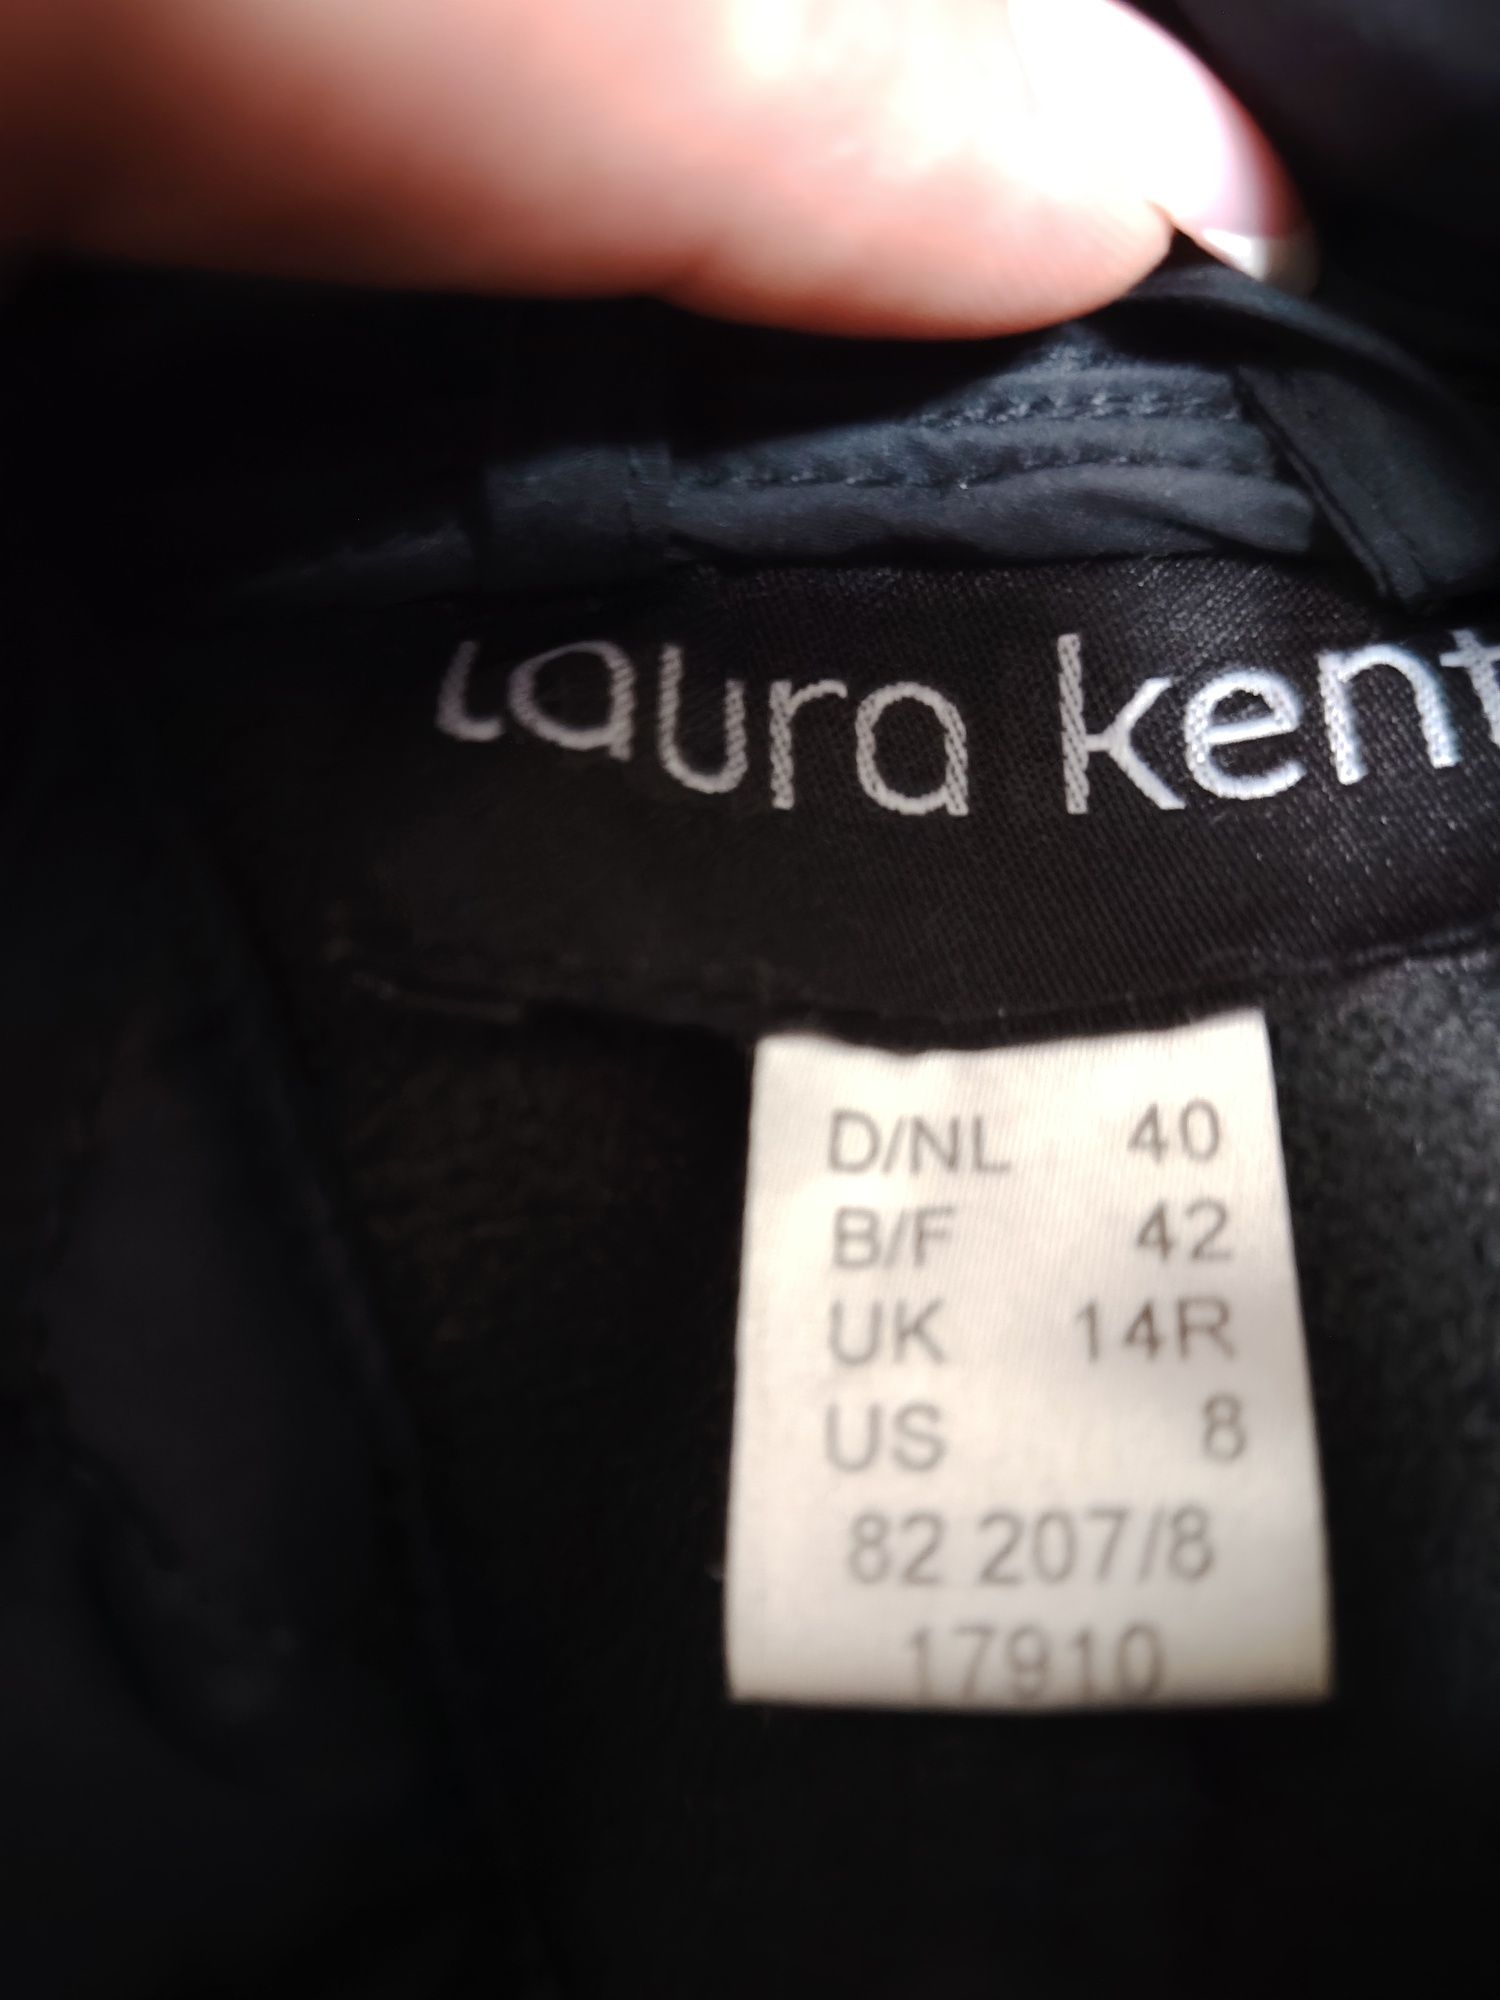 Laura kent
D/NL 40
B/F 42
UK 14R
US 8
82 207/8
17910